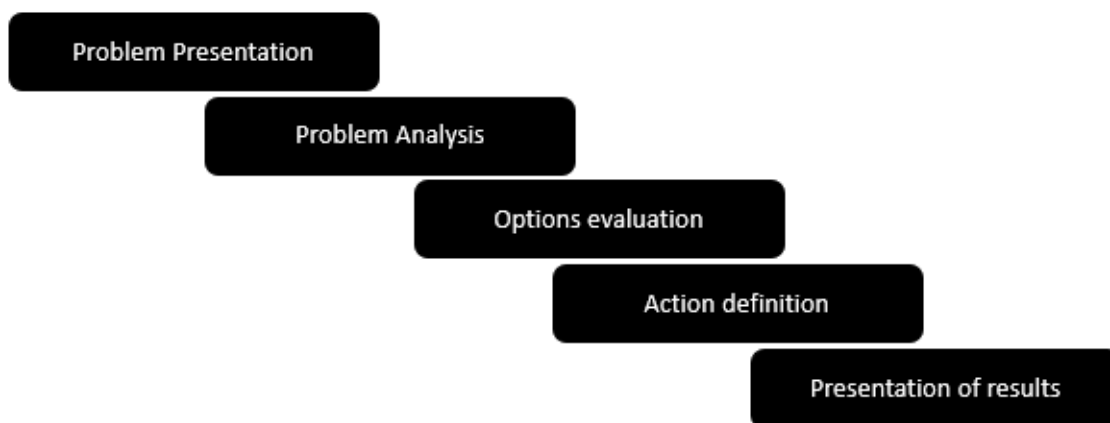 Problem Presentation
Problem Analysis
Options evaluation
Action definition
Presentation of results